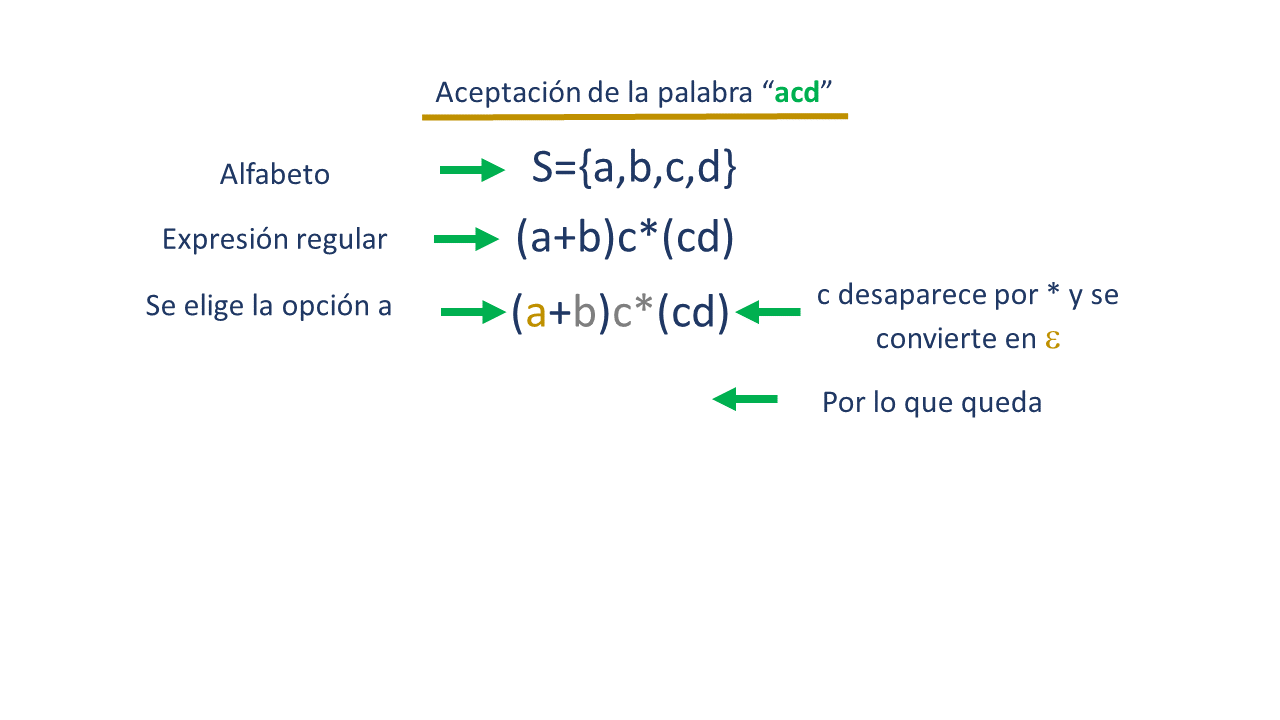 Aceptación de la palabra “acd”
Alfabeto
S={a,b,c,d}
Expresión regular
(a+b)c*(cd)
Se elige la opción a
(a+b)c*(cd)
c desaparece por * y se
convierte en ε
Por lo que queda